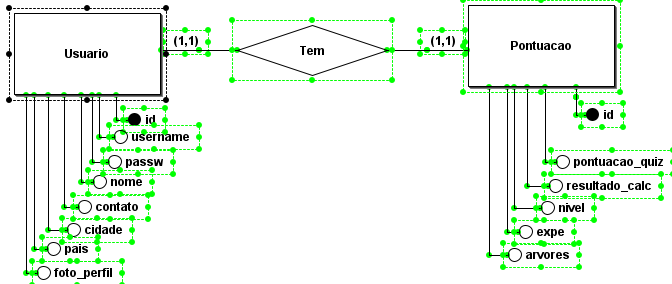 Usuario
(1,1)
Tem
(1,1)
Pontuacao
id
username
passw
nome
contato
cidade
pais
foto_perfil
id
pontuacao_quiz
resultado_calc
nivel
expe
arvores